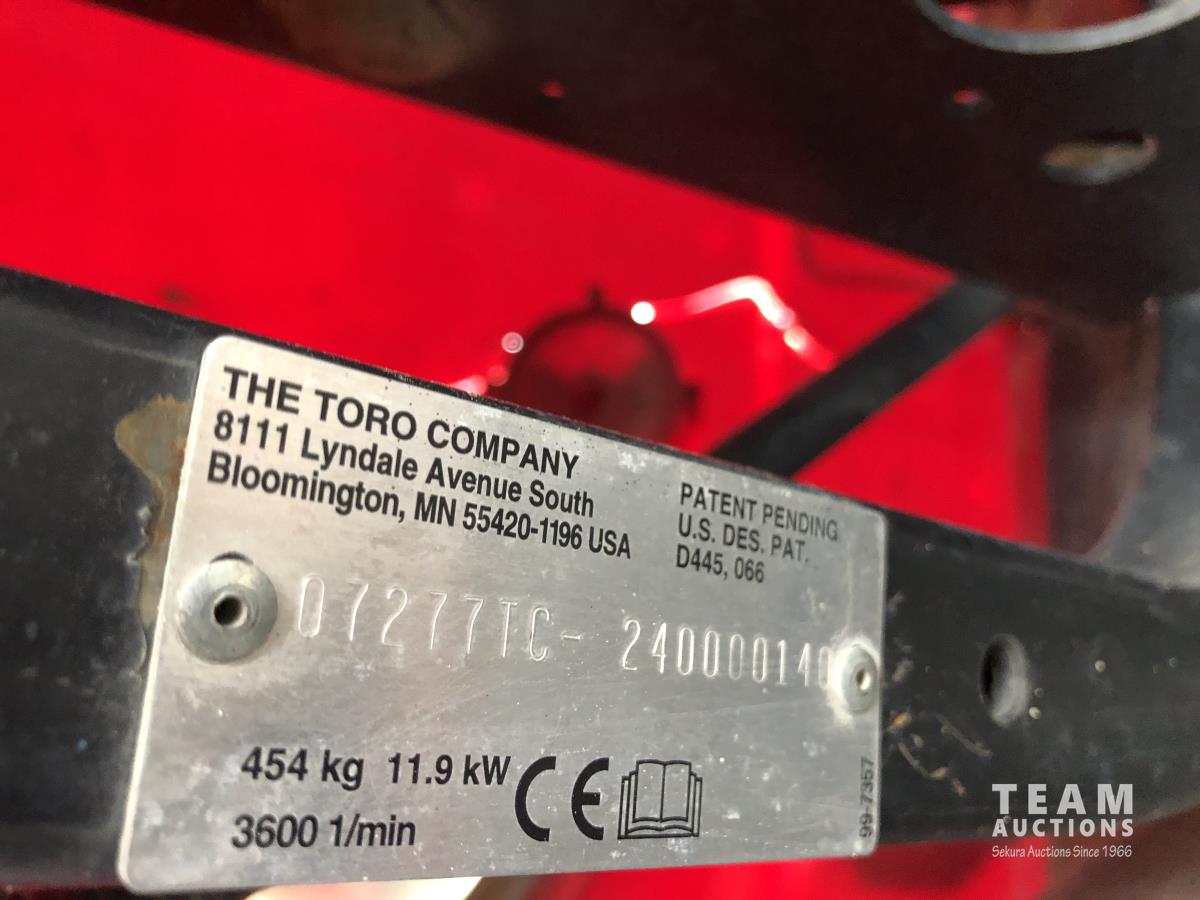 THE TORO COMPANY
8111 Lyndale Avenue South
Bloomington, MN 55420-1196 USA
PATENT PENDING
U.S. DES. PAT.
D445, 066
07277TC- 240000140
454 kg 11.9 kW CE
3600 1/min
99-7357
TEAM
AUCTIONS
Sekura Auctions Since 1966